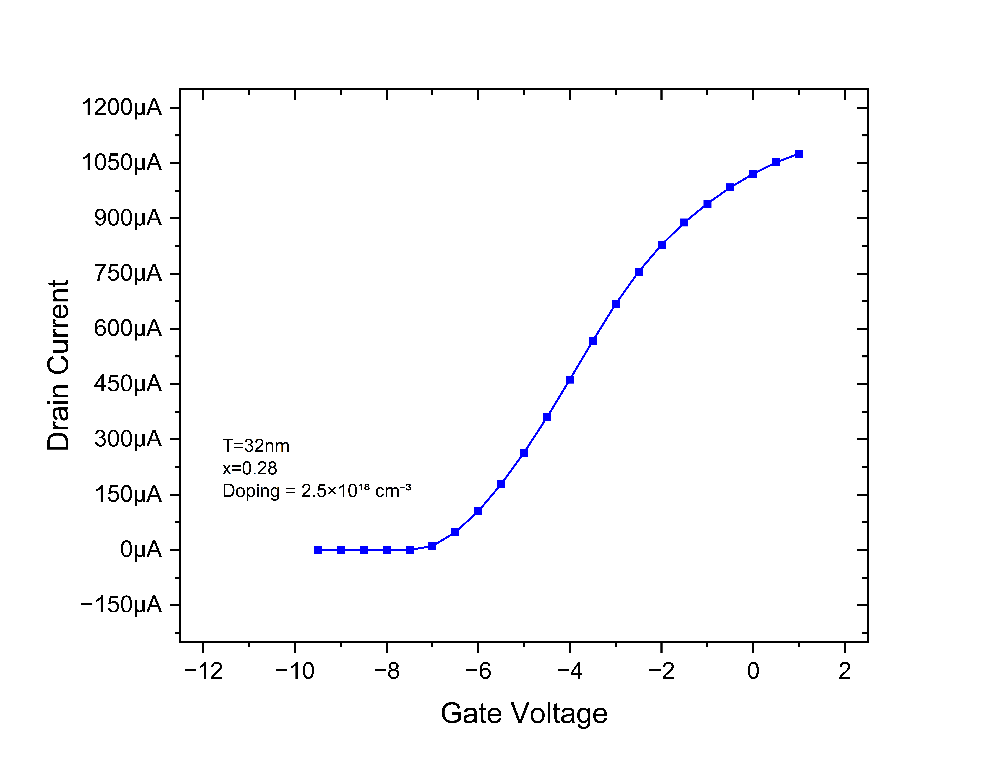 1200µA
1050µA
900µA
750µA
600µA
450µA
300µA
150µA
0µA
−150µA
Drain Current
T=32nm
x=0.28
Doping = 2.5×10¹⁸ cm⁻³
−12 −10 −8 −6 −4 −2 0 2
Gate Voltage